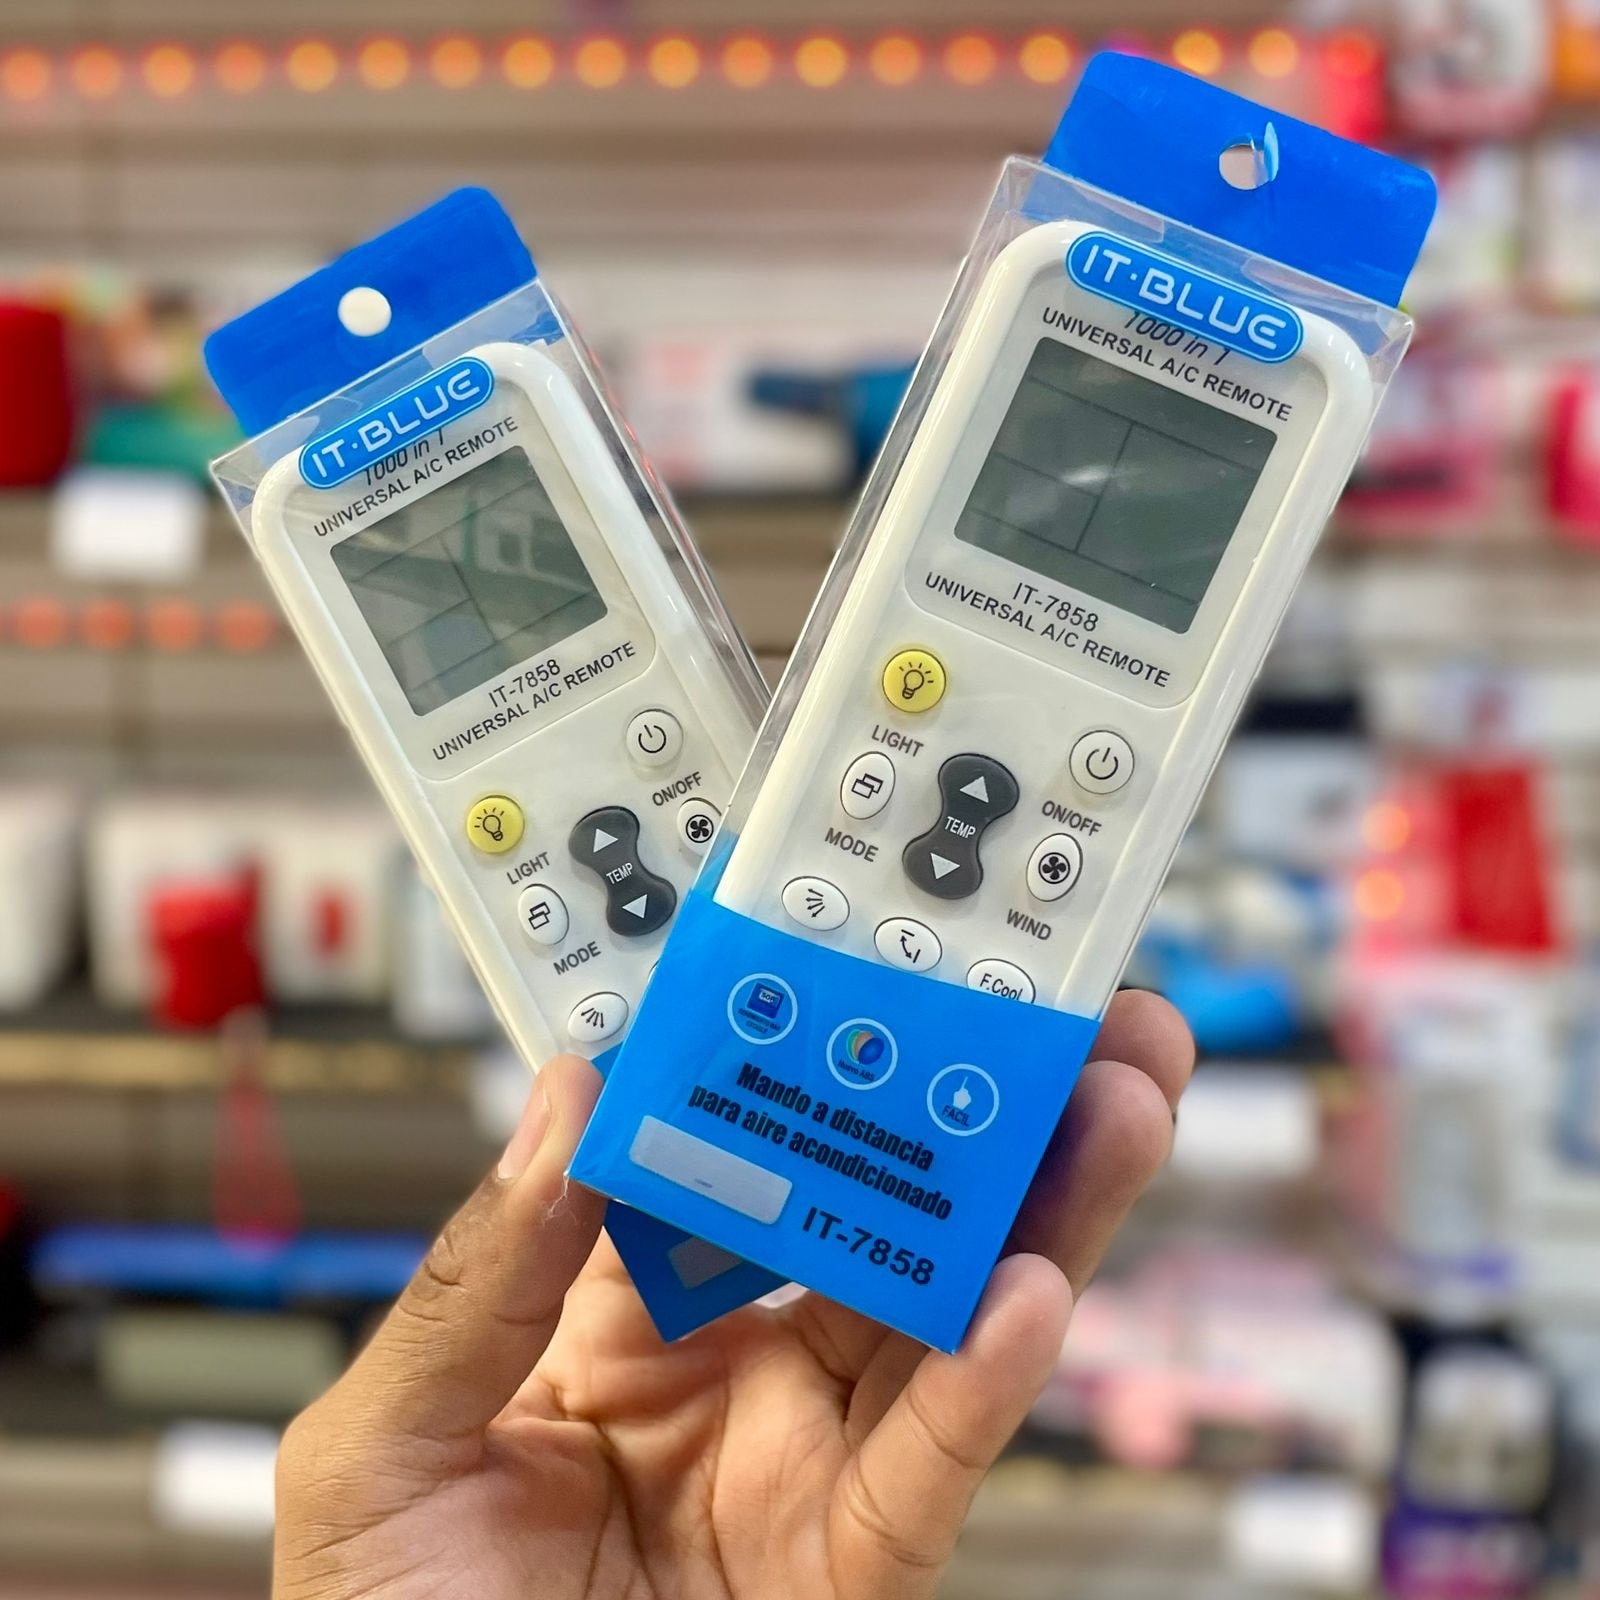 IT·BLUE
1000 in 1
UNIVERSAL A/C REMOTE
IT-7858
UNIVERSAL A/C REMOTE
LIGHT
ON/OFF
TEMP
MODE
IT·BLUE
1000 in 1
UNIVERSAL A/C REMOTE
IT-7858
UNIVERSAL A/C REMOTE
LIGHT
ON/OFF
TEMP
MODE
WIND
F.Cool
Nuevo ABS
FACIL
Mando a distancia
para aire acondicionado
IT-7858